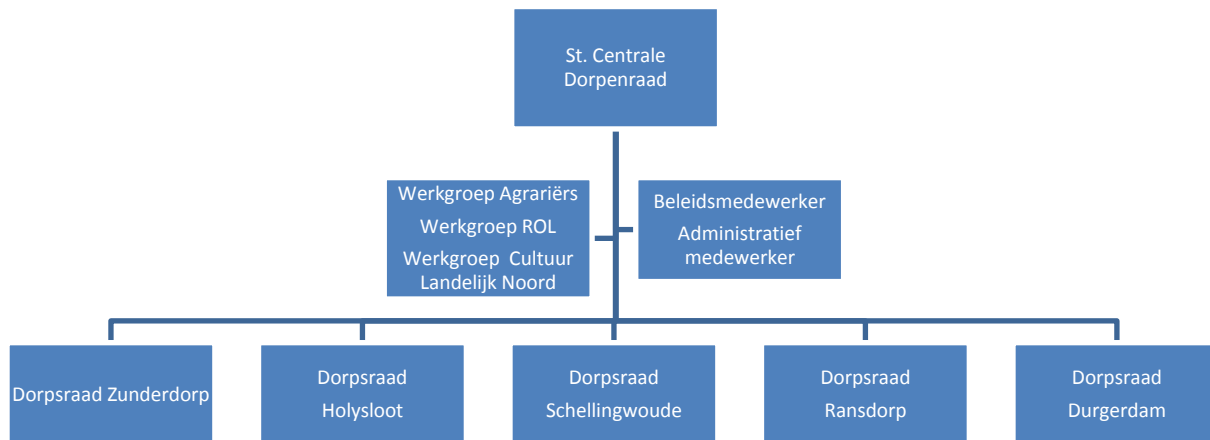 St. Centrale
Dorpenraad
Werkgroep Agrariërs
Werkgroep ROL
Werkgroep Cultuur
Landelijk Noord
Beleidsmedewerker
Administratief
medewerker
Dorpsraad Zunderdorp
Dorpsraad
Holysloot
Dorpsraad
Schellingwoude
Dorpsraad
Ransdorp
Dorpsraad
Durgerdam